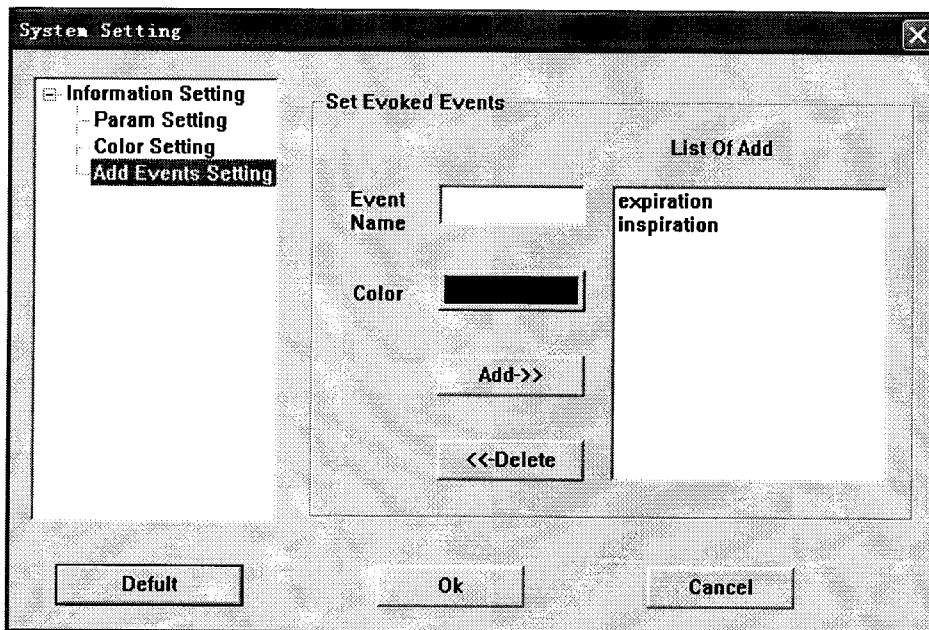 System Setting
Information Setting
Param Setting
Color Setting
Add Events Setting
Set Evoked Events
List Of Add
Event
Name
expiration
inspiration
Color
Add->>
<<-Delete
Defult
Ok
Cancel